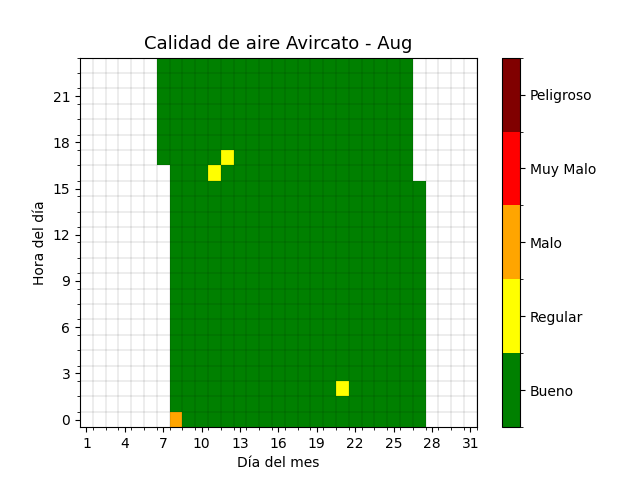 Calidad de aire Avircato - Aug
21
18
15
12
9
6
3
0
Hora del día
1 4 7 10 13 16 19 22 25 28 31
Día del mes
Peligroso
Muy Malo
Malo
Regular
Bueno